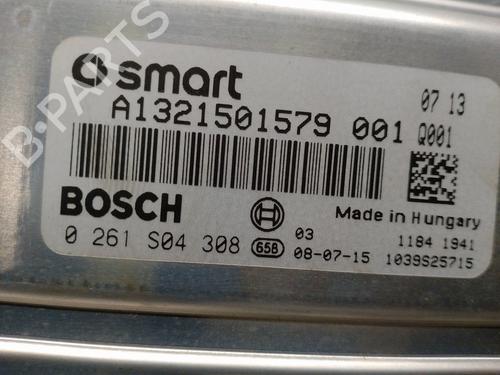 smart
07 13
A1321501579 001 Q001
BOSCH
Made in Hungary
0 261 S04 308 658 03 08-07-15
1184 1941
1039S25715
B-PARTS